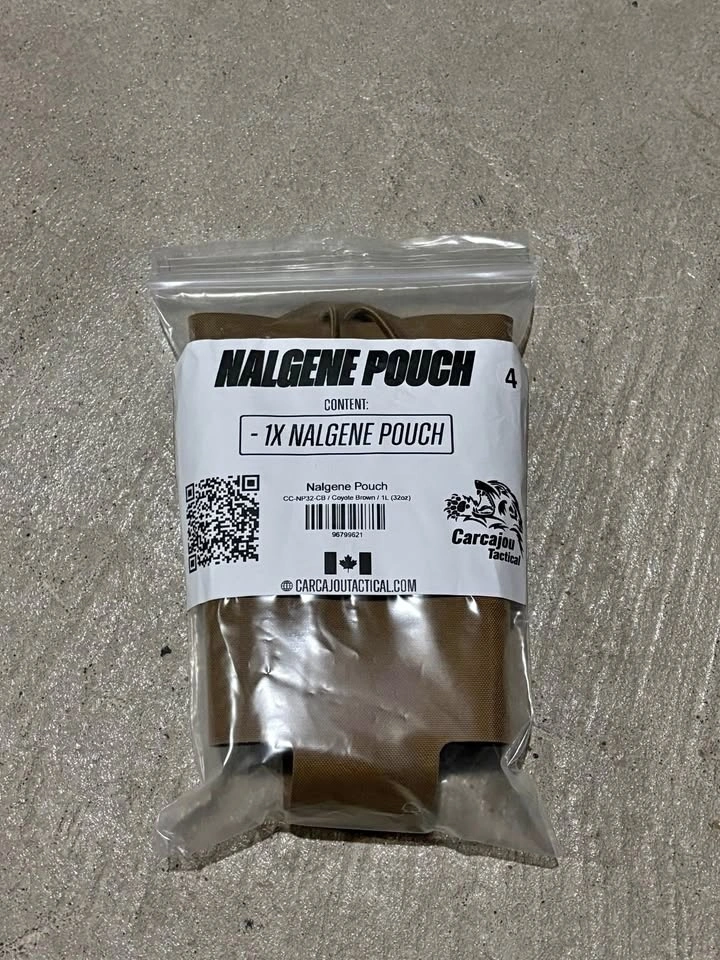 NALGENE POUCH
4
CONTENT:
- 1X NALGENE POUCH
Nalgene Pouch
CC-NP32-CB / Coyote Brown / 1L (32oz)
96799621
Carcajou
Tactical
CARCAJOUTACTICAL.COM